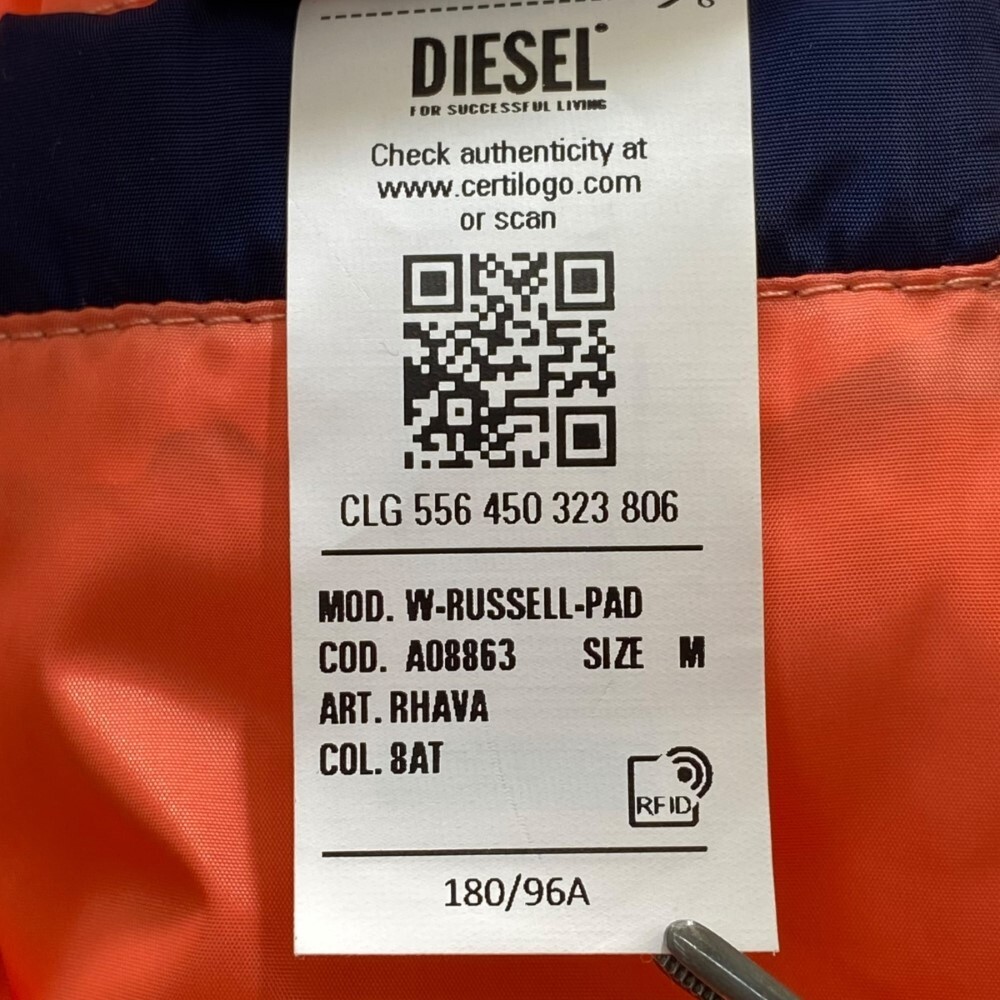 DIESEL
FOR SUCCESSFUL LIVING
Check authenticity at
www.certilogo.com
or scan
CLG 556 450 323 806
MOD. W-RUSSELL-PAD
COD. A08863 SIZE M
ART. RHAVA
COL. 8AT
RFID
180/96A